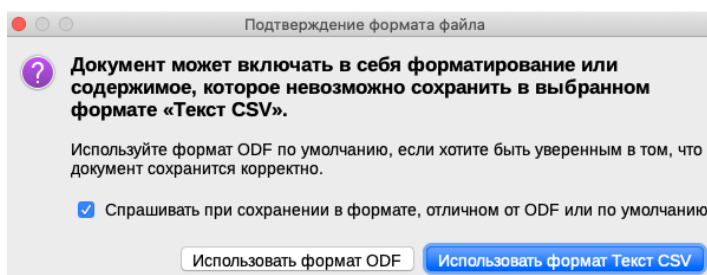 Подтверждение формата файла
Документ может включать в себя форматирование или
содержимое, которое невозможно сохранить в выбранном
формате «Текст CSV».
Используйте формат ODF по умолчанию, если хотите быть уверенным в том, что
документ сохранится корректно.
Спрашивать при сохранении в формате, отличном от ODF или по умолчанию
Использовать формат ODF Использовать формат Текст CSV